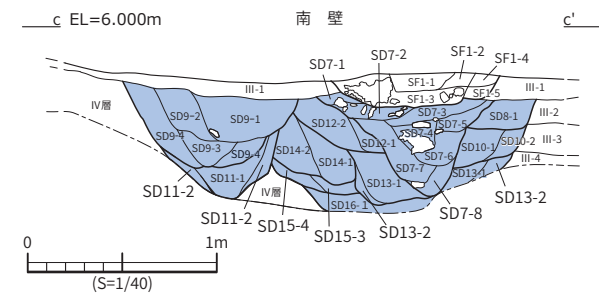 c EL=6.000m 南 壁 c'
SD7-1 SD7-2 SF1-2 SF1-4
SF1-1 SF1-3 SF1-5
III-1 III-1
IV層 SD9-2 SD9-1 SD12-2 SD7-3 SD8-1 III-2
SD9-4 SD9-3 SD9-4 SD14-2 SD12-1 SD7-4 SD7-5 SD10-1 SD10-2 III-3
SD11-1 SD14-1 SD7-6 SD7-7 SD13-1 III-4
IV層 SD13-1
SD16-1
SD11-2 SD11-2 SD15-4 SD15-3 SD13-2 SD7-8 SD13-2
0 1m
(S=1/40)